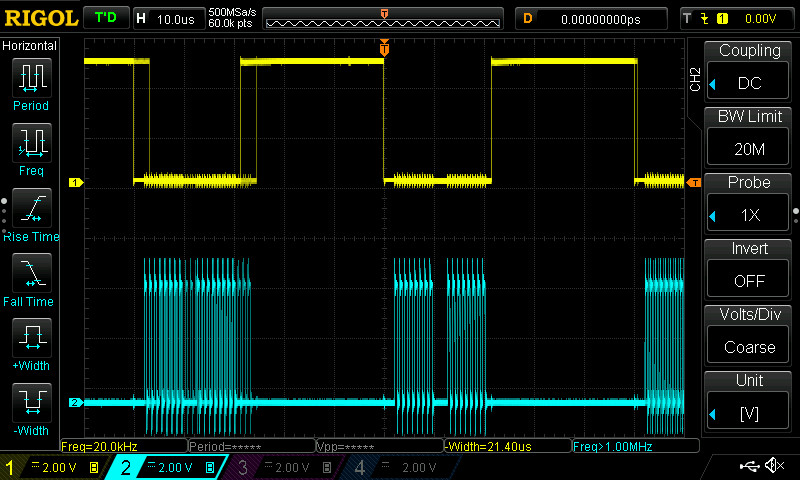 RIGOL T'D H 10.0us 500MSa/s 60.0k pts D 0.00000000ps T 1 0.00V
Horizontal
Period
Freq
Rise Time
Fall Time
+Width
-Width
T
1
2
T
CH2
Coupling
DC
BW Limit
20M
Probe
1X
Invert
OFF
Volts/Div
Coarse
Unit
[V]
Freq=20.0kHz Period=***** Vpp=***** -Width=21.40us Freq>1.00MHz
1 2.00 V B 2 2.00 V B 3 2.00 V B 4 2.00 V